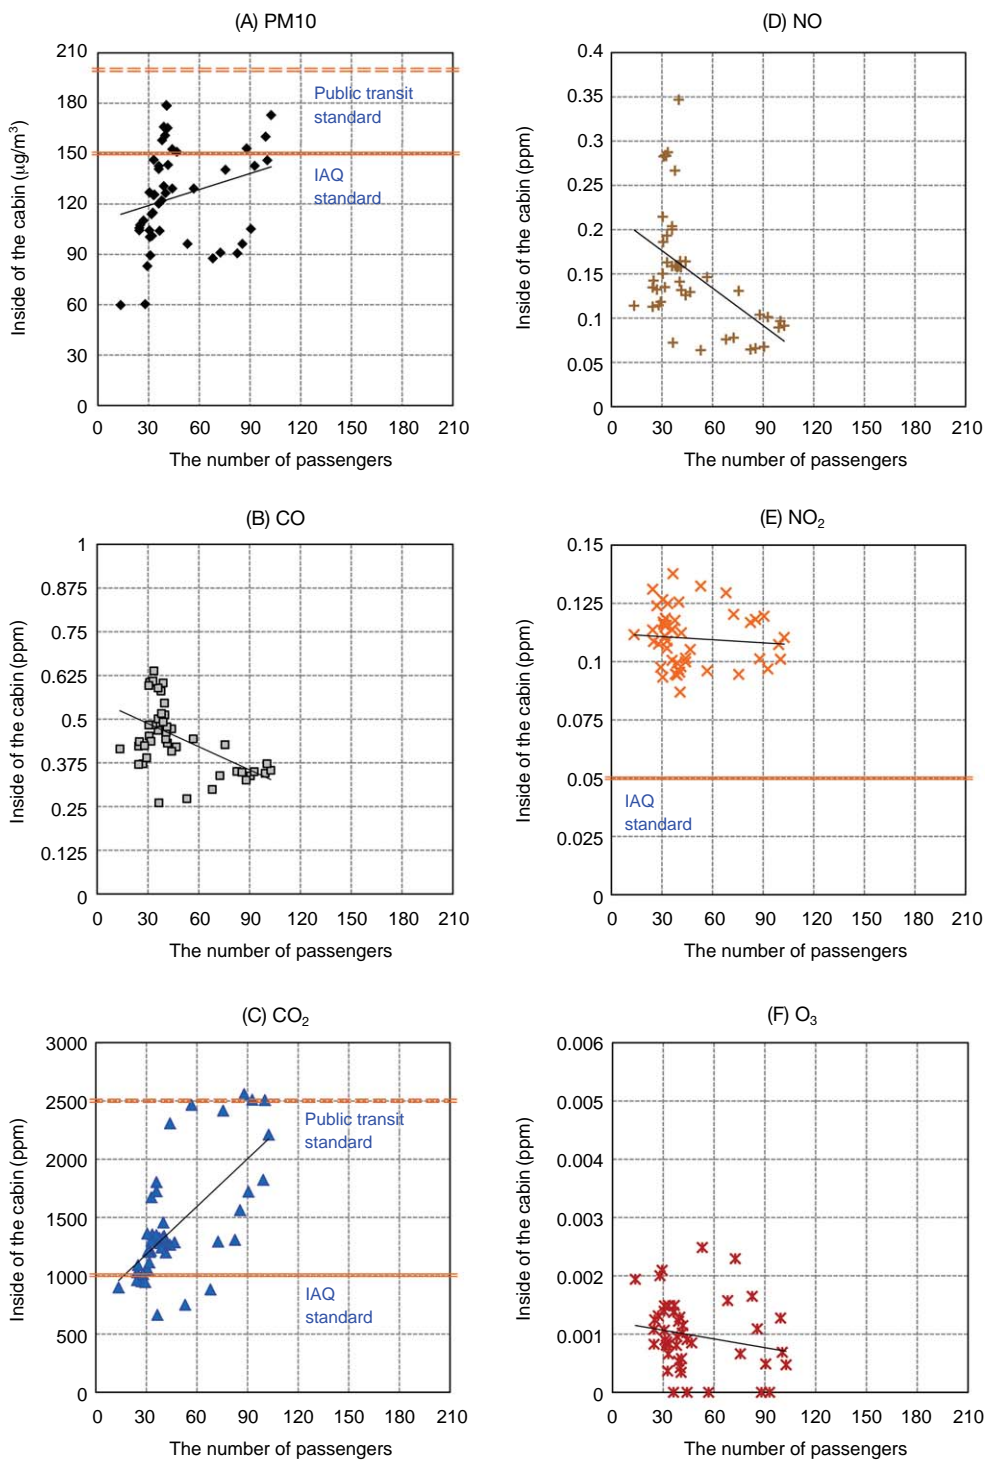 (A) PM10
210
180
150
120
90
60
30
0
Inside of the cabin (μg/m³)
Public transit
standard
IAQ
standard
0 30 60 90 120 150 180 210
The number of passengers
(D) NO
0.4
0.35
0.3
0.25
0.2
0.15
0.1
0.05
0
Inside of the cabin (ppm)
0 30 60 90 120 150 180 210
The number of passengers
(B) CO
1
0.875
0.75
0.625
0.5
0.375
0.25
0.125
0
Inside of the cabin (ppm)
0 30 60 90 120 150 180 210
The number of passengers
(E) NO₂
0.15
0.125
0.1
0.075
0.05
0.025
0
Inside of the cabin (ppm)
IAQ
standard
0 30 60 90 120 150 180 210
The number of passengers
(C) CO₂
3000
2500
2000
1500
1000
500
0
Inside of the cabin (ppm)
Public transit
standard
IAQ
standard
0 30 60 90 120 150 180 210
The number of passengers
(F) O₃
0.006
0.005
0.004
0.003
0.002
0.001
0
Inside of the cabin (ppm)
0 30 60 90 120 150 180 210
The number of passengers